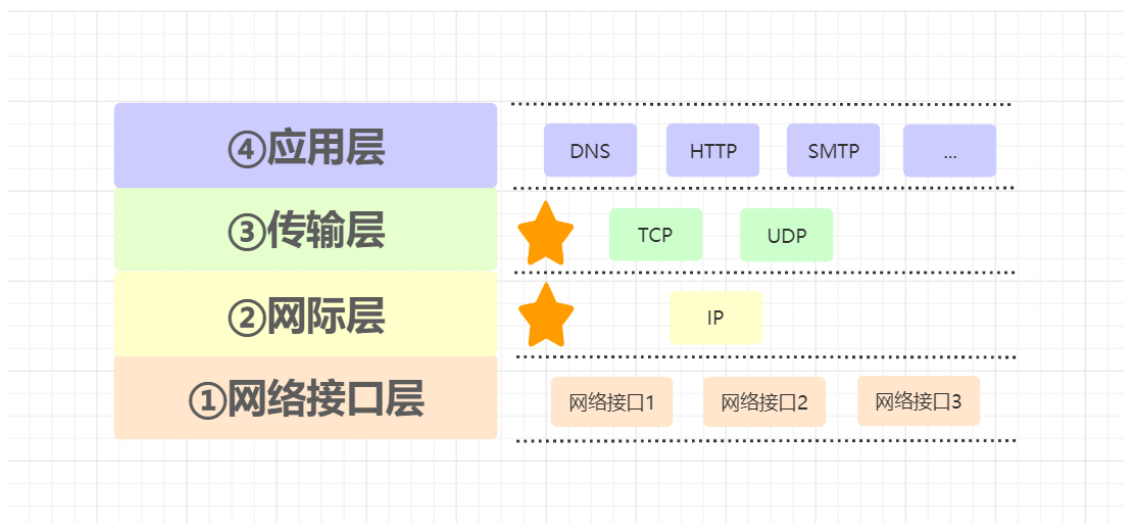 ④应用层 DNS HTTP SMTP ...
③传输层 TCP UDP
②网际层 IP
①网络接口层 网络接口1 网络接口2 网络接口3